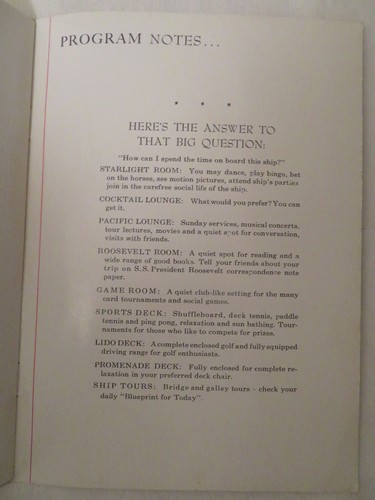 PROGRAM NOTES...
* * *
HERE'S THE ANSWER TO
THAT BIG QUESTION:
"How can I spend the time on board this ship?"
STARLIGHT ROOM: You may dance, play bingo, bet
on the horses, see motion pictures, attend ship's parties
join in the carefree social life of the ship.
COCKTAIL LOUNGE: What would you prefer? You can
get it.
PACIFIC LOUNGE: Sunday services, musical concerts,
tour lectures, movies and a quiet spot for conversation,
visits with friends.
ROOSEVELT ROOM: A quiet spot for reading and a
wide range of good books. Tell your friends about your
trip on S.S. President Roosevelt correspondence note
paper.
GAME ROOM: A quiet club-like setting for the many
card tournaments and social games.
SPORTS DECK: Shuffleboard, deck tennis, paddle
tennis and ping pong, relaxation and sun bathing. Tour-
naments for those who like to compete for prizes.
LIDO DECK: A complete enclosed golf and fully equipped
driving range for golf enthusiasts.
PROMENADE DECK: Fully enclosed for complete re-
laxation in your preferred deck chair.
SHIP TOURS: Bridge and galley tours - check your
daily "Blueprint for Today".